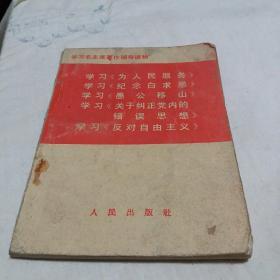 学习毛主席著作辅导读物
学习《为人民服务》
学习《纪念白求恩》
学习《愚公移山》
学习《关于纠正党内的
错误思想》
学习《反对自由主义》
人民出版社